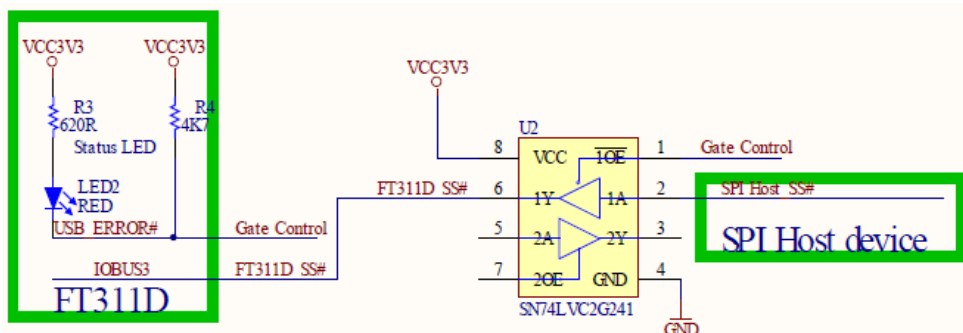 VCC3V3 VCC3V3
VCC3V3
R3 R4
620R 4K7
Status LED
U2
8 VCC 1OE 1 Gate Control
LED2
RED
FT311D SS# 6 1Y 1A 2 SPI Host SS#
USB ERROR# Gate Control 5 2A 2Y 3
SPI Host device
IOBUS3 FT311D SS# 7 2OE GND 4
FT311D
SN74LVC2G241
GND